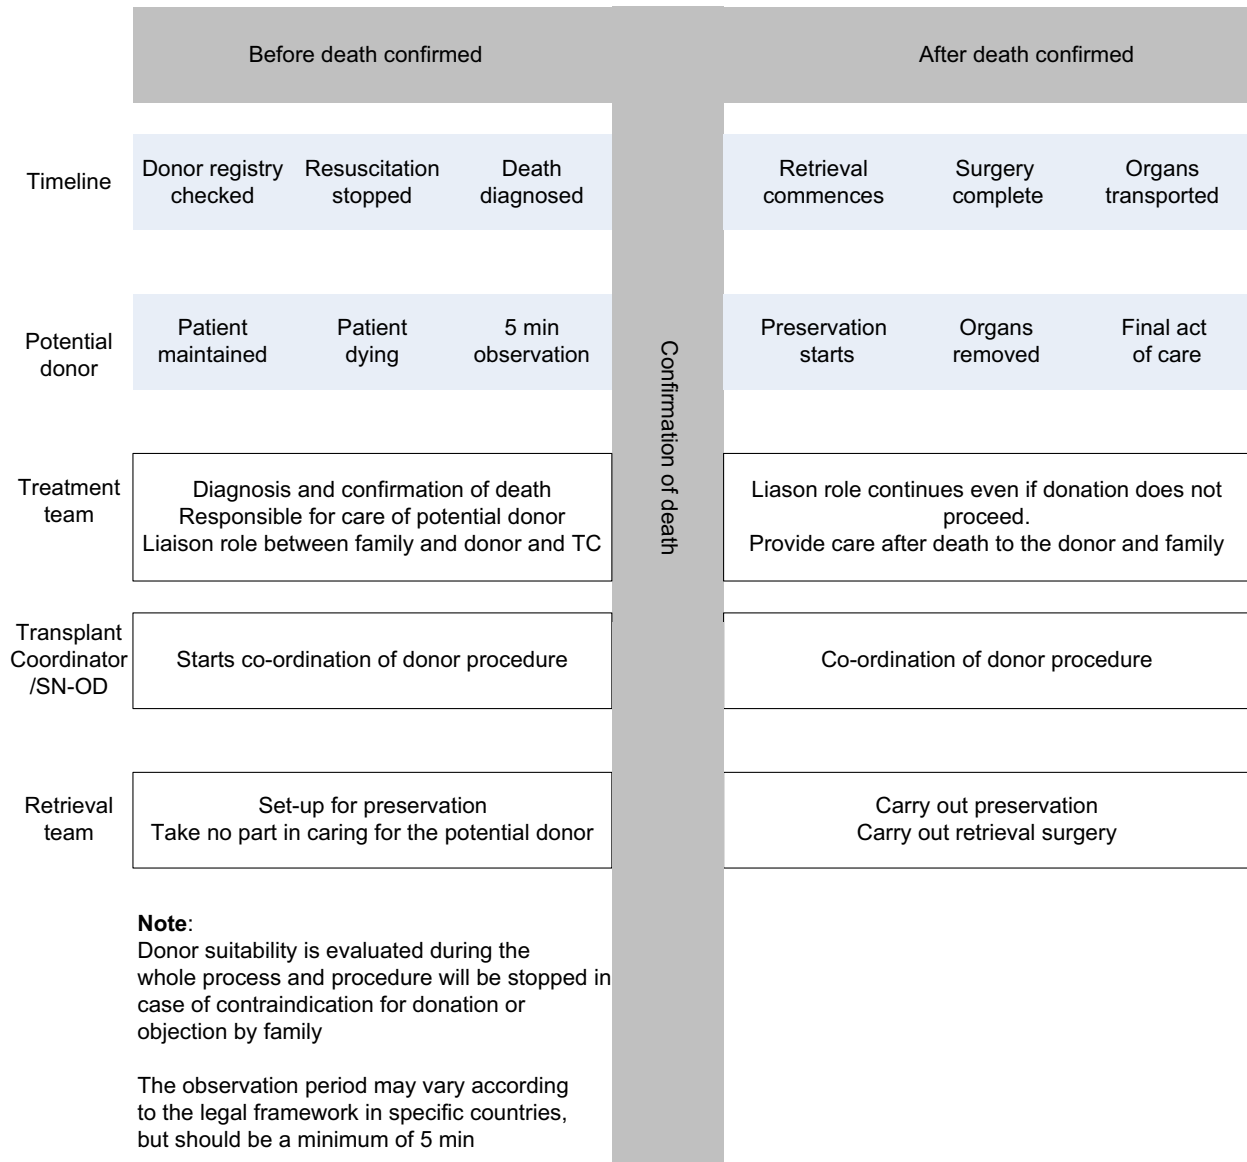 Before death confirmed
After death confirmed
Timeline
Donor registry
checked
Resuscitation
stopped
Death
diagnosed
Retrieval
commences
Surgery
complete
Organs
transported
Potential
donor
Patient
maintained
Patient
dying
5 min
observation
Confirmation of death
Preservation
starts
Organs
removed
Final act
of care
Treatment
team
Diagnosis and confirmation of death
Responsible for care of potential donor
Liaison role between family and donor and TC
Liason role continues even if donation does not
proceed.
Provide care after death to the donor and family
Transplant
Coordinator
/SN-OD
Starts co-ordination of donor procedure
Co-ordination of donor procedure
Retrieval
team
Set-up for preservation
Take no part in caring for the potential donor
Carry out preservation
Carry out retrieval surgery
Note:
Donor suitability is evaluated during the
whole process and procedure will be stopped in
case of contraindication for donation or
objection by family
The observation period may vary according
to the legal framework in specific countries,
but should be a minimum of 5 min